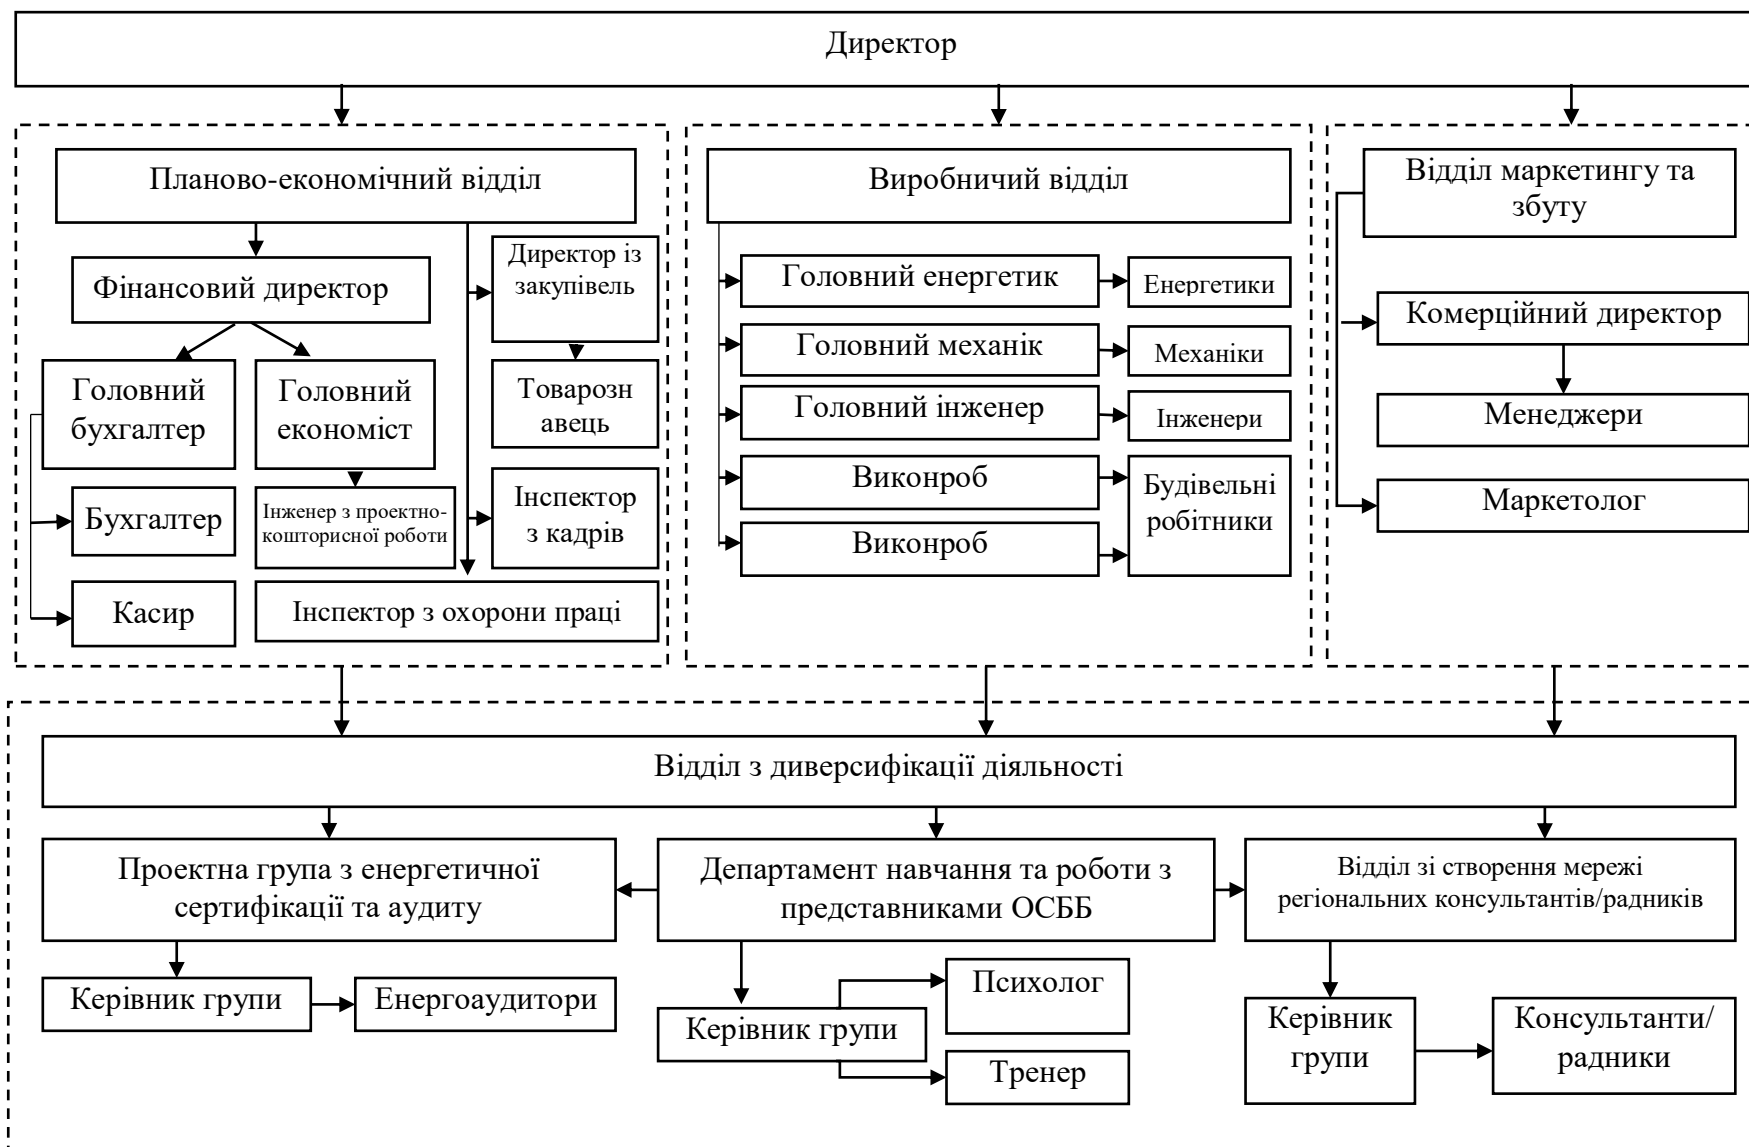 Директор
Планово-економічний відділ
Фінансовий директор
Головний
бухгалтер
Головний
економіст
Бухгалтер
Інженер з проектно-
кошторисної роботи
Касир
Інспектор з охорони праці
Директор із
закупівель
Товарозн
авець
Інспектор
з кадрів
Виробничий відділ
Головний енергетик
Енергетики
Головний механік
Механіки
Головний інженер
Інженери
Виконроб
Виконроб
Будівельні
робітники
Відділ маркетингу та
збуту
Комерційний директор
Менеджери
Маркетолог
Відділ з диверсифікації діяльності
Проектна група з енергетичної
сертифікації та аудиту
Керівник групи
Енергоаудитори
Департамент навчання та роботи з
представниками ОСББ
Керівник групи
Психолог
Тренер
Відділ зі створення мережі
регіональних консультантів/радників
Керівник
групи
Консультанти/
радники